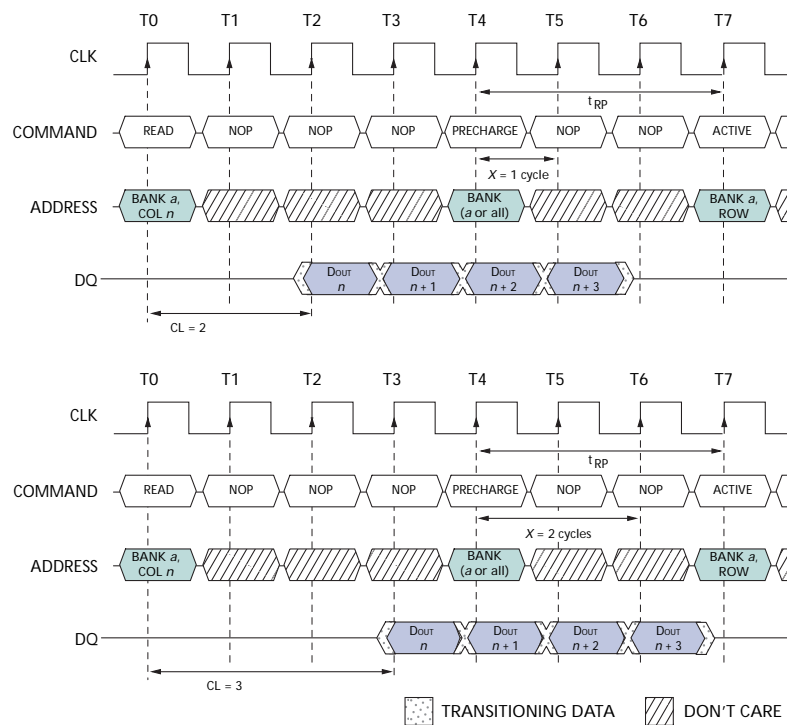 T0 T1 T2 T3 T4 T5 T6 T7
CLK
tRP
COMMAND READ NOP NOP NOP PRECHARGE NOP NOP ACTIVE
X = 1 cycle
ADDRESS BANK a, COL n BANK (a or all) BANK a, ROW
DQ DOUT n DOUT n + 1 DOUT n + 2 DOUT n + 3
CL = 2
T0 T1 T2 T3 T4 T5 T6 T7
CLK
tRP
COMMAND READ NOP NOP NOP PRECHARGE NOP NOP ACTIVE
X = 2 cycles
ADDRESS BANK a, COL n BANK (a or all) BANK a, ROW
DQ DOUT n DOUT n + 1 DOUT n + 2 DOUT n + 3
CL = 3
TRANSITIONING DATA DON'T CARE